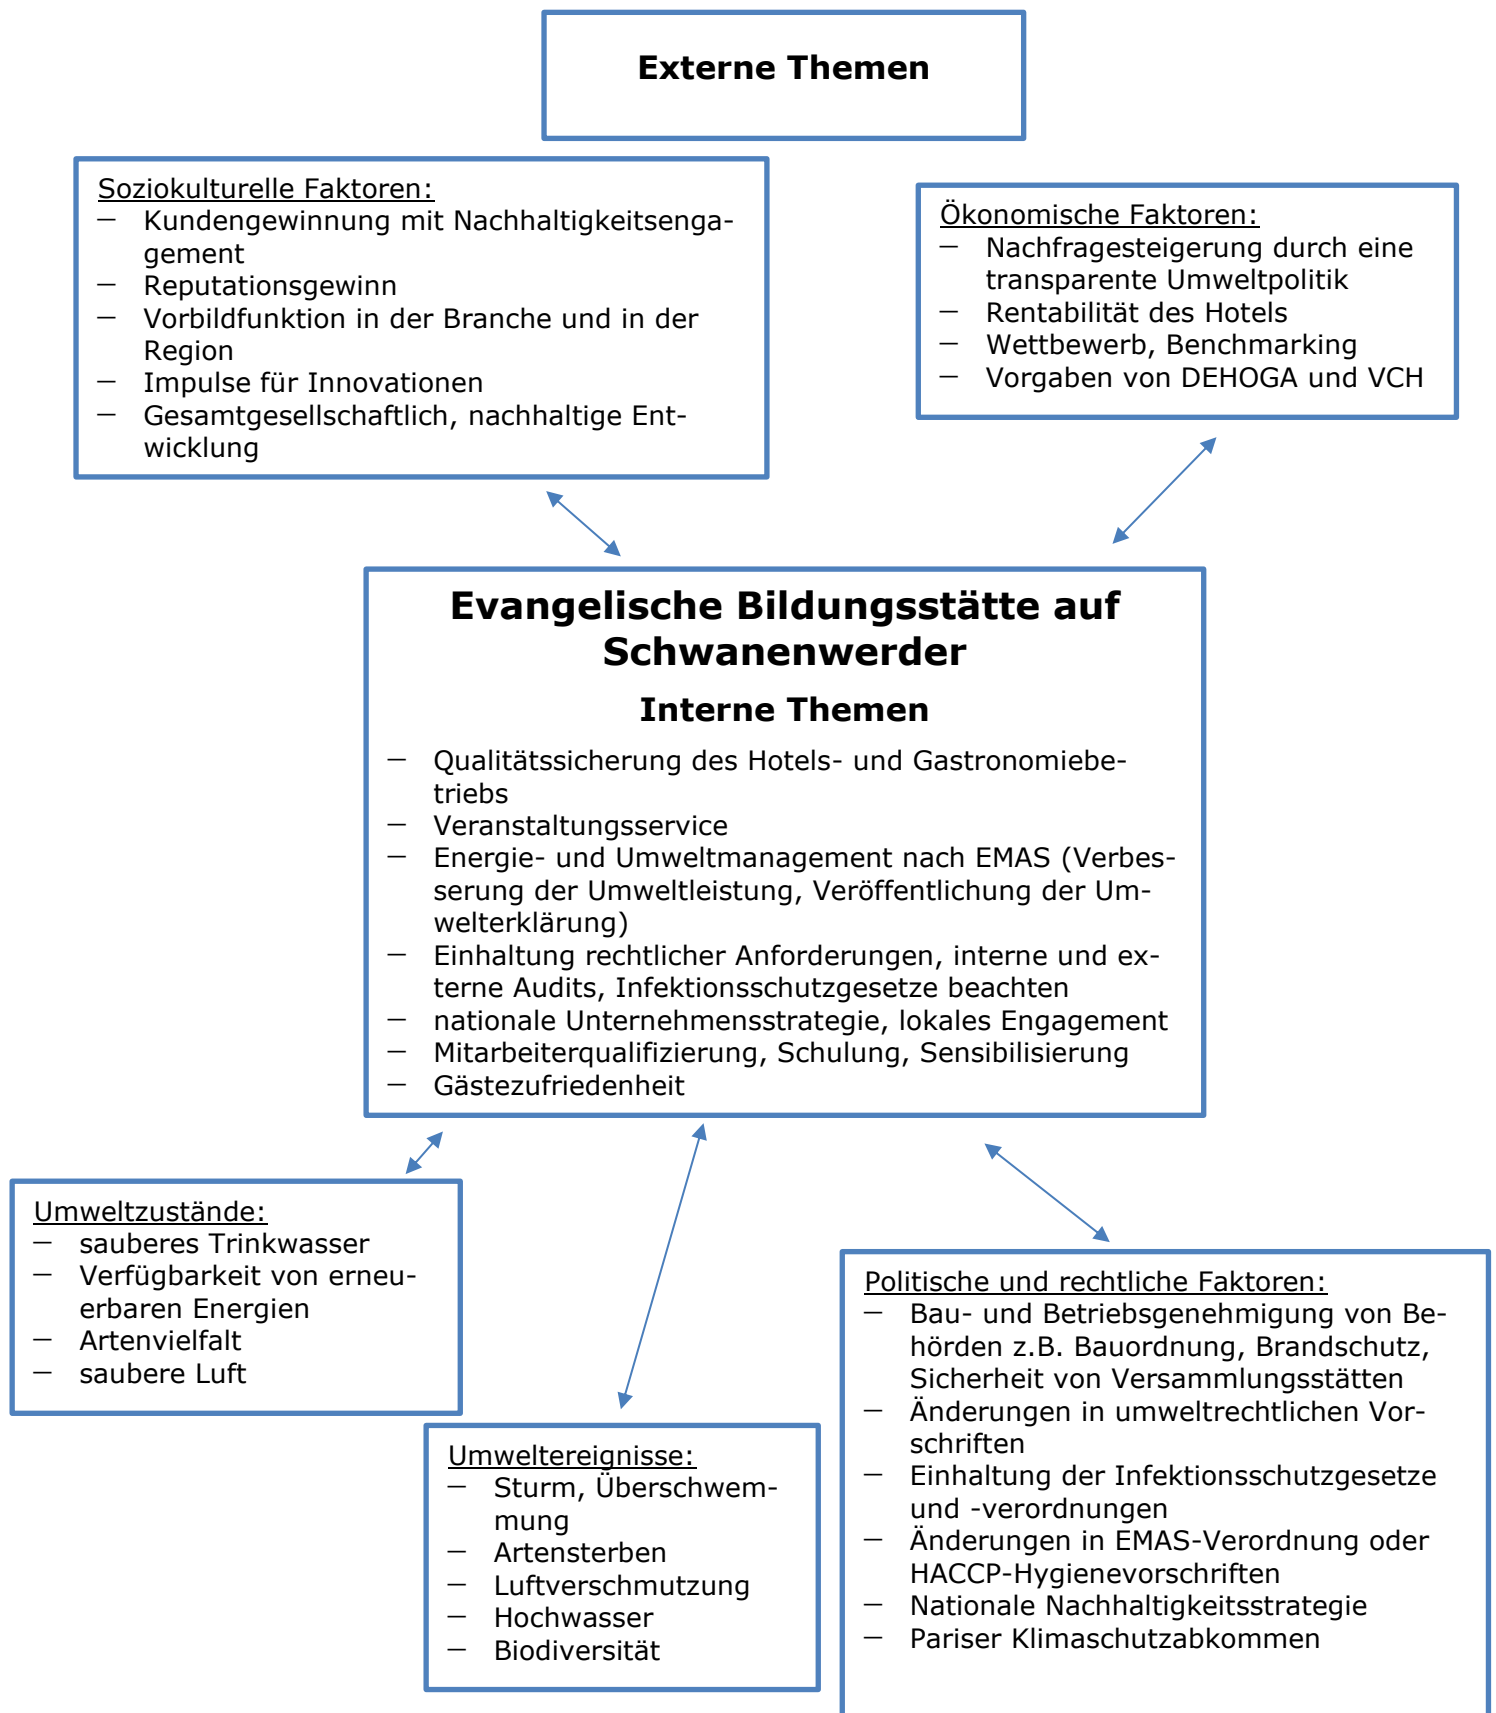 Externe Themen
Soziokulturelle Faktoren:
— Kundengewinnung mit Nachhaltigkeitsenga-
gement
— Reputationsgewinn
— Vorbildfunktion in der Branche und in der
Region
— Impulse für Innovationen
— Gesamtgesellschaftlich, nachhaltige Ent-
wicklung
Ökonomische Faktoren:
— Nachfragesteigerung durch eine
transparente Umweltpolitik
— Rentabilität des Hotels
— Wettbewerb, Benchmarking
— Vorgaben von DEHOGA und VCH
Evangelische Bildungsstätte auf
Schwanenwerder
Interne Themen
— Qualitätssicherung des Hotels- und Gastronomiebe-
triebs
— Veranstaltungsservice
— Energie- und Umweltmanagement nach EMAS (Verbes-
serung der Umweltleistung, Veröffentlichung der Um-
welterklärung)
— Einhaltung rechtlicher Anforderungen, interne und ex-
terne Audits, Infektionsschutzgesetze beachten
— nationale Unternehmensstrategie, lokales Engagement
— Mitarbeiterqualifizierung, Schulung, Sensibilisierung
— Gästezufriedenheit
Umweltzustände:
— sauberes Trinkwasser
— Verfügbarkeit von erneu-
erbaren Energien
— Artenvielfalt
— saubere Luft
Umweltereignisse:
— Sturm, Überschwem-
mung
— Artensterben
— Luftverschmutzung
— Hochwasser
— Biodiversität
Politische und rechtliche Faktoren:
— Bau- und Betriebsgenehmigung von Be-
hörden z.B. Bauordnung, Brandschutz,
Sicherheit von Versammlungsstätten
— Änderungen in umweltrechtlichen Vor-
schriften
— Einhaltung der Infektionsschutzgesetze
und -verordnungen
— Änderungen in EMAS-Verordnung oder
HACCP-Hygienevorschriften
— Nationale Nachhaltigkeitsstrategie
— Pariser Klimaschutzabkommen